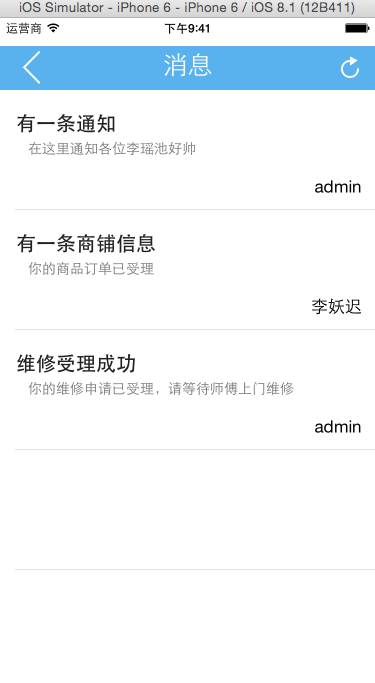 iOS Simulator - iPhone 6 - iPhone 6 / iOS 8.1 (12B411)
运营商 下午9:41
消息
有一条通知
在这里通知各位李瑶池好帅
admin
有一条商铺信息
你的商品订单已受理
李妖迟
维修受理成功
你的维修申请已受理，请等待师傅上门维修
admin